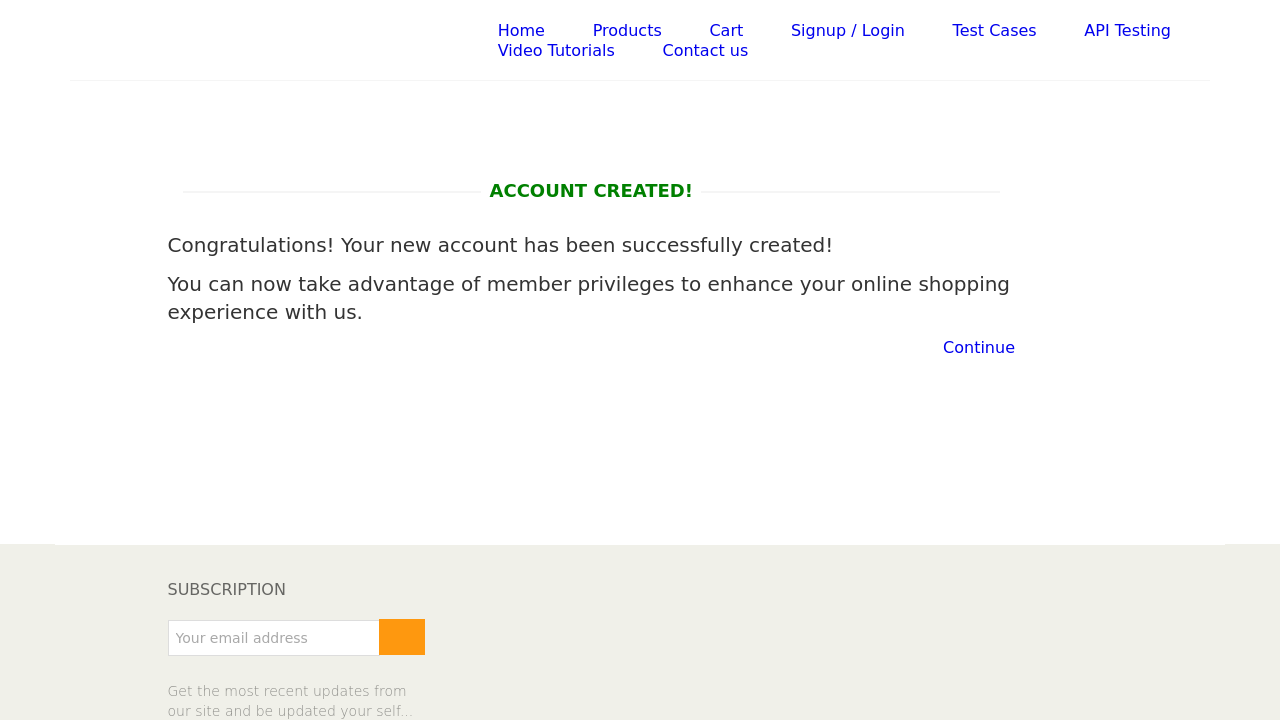 Home Products Cart Signup / Login Test Cases API Testing
Video Tutorials Contact us
ACCOUNT CREATED!
Congratulations! Your new account has been successfully created!
You can now take advantage of member privileges to enhance your online shopping
experience with us.
Continue
SUBSCRIPTION
Your email address
Get the most recent updates from
our site and be updated your self...